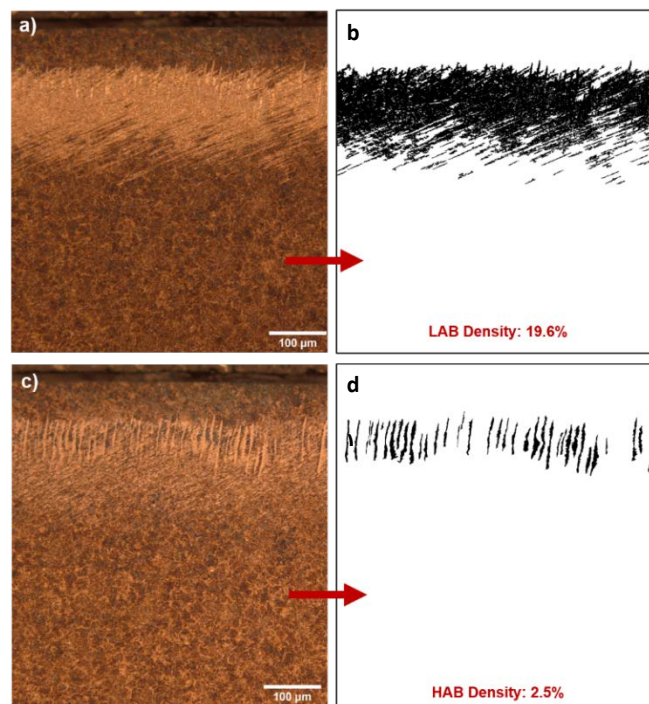 a)
b
100 µm
LAB Density: 19.6%
c)
d
100 µm
HAB Density: 2.5%